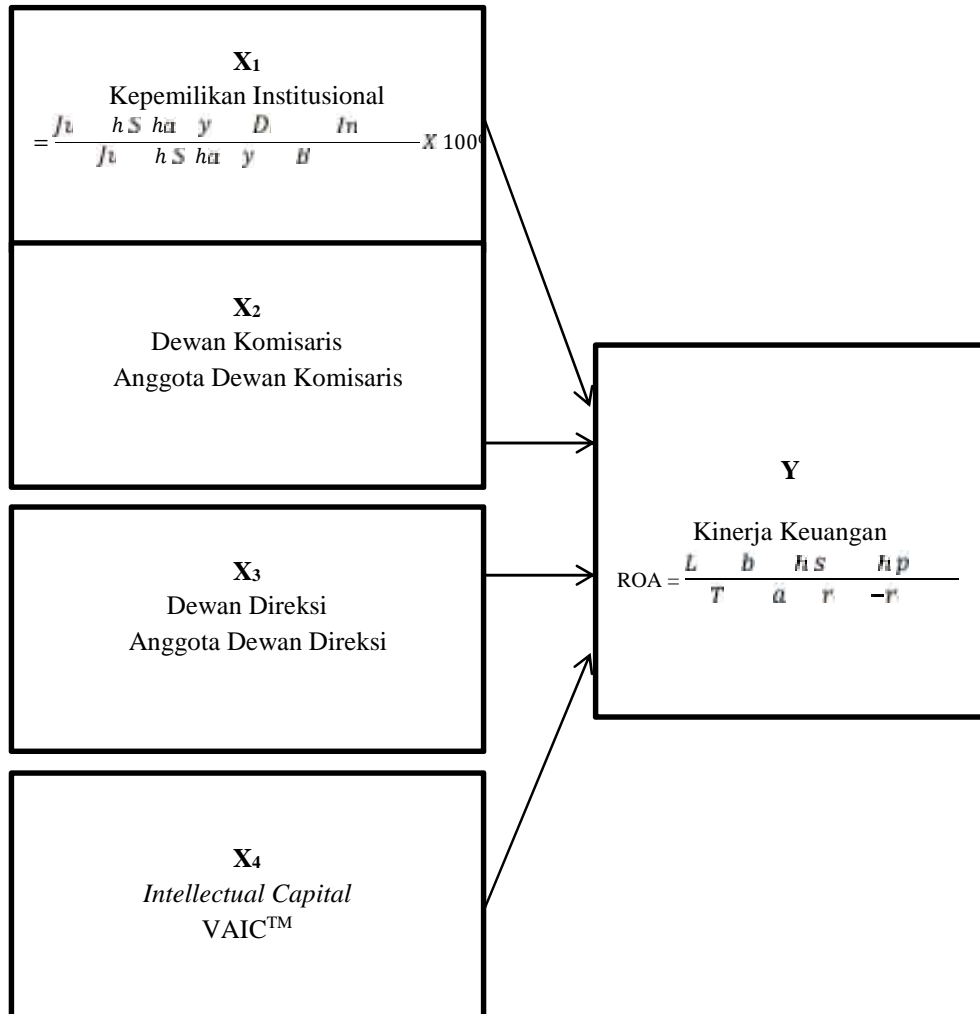 X1
Kepemilikan Institusional
=
X 100
X2
Dewan Komisaris
Anggota Dewan Komisaris
X3
Dewan Direksi
Anggota Dewan Direksi
X4
Intellectual Capital
VAIC™
Y
Kinerja Keuangan
ROA =